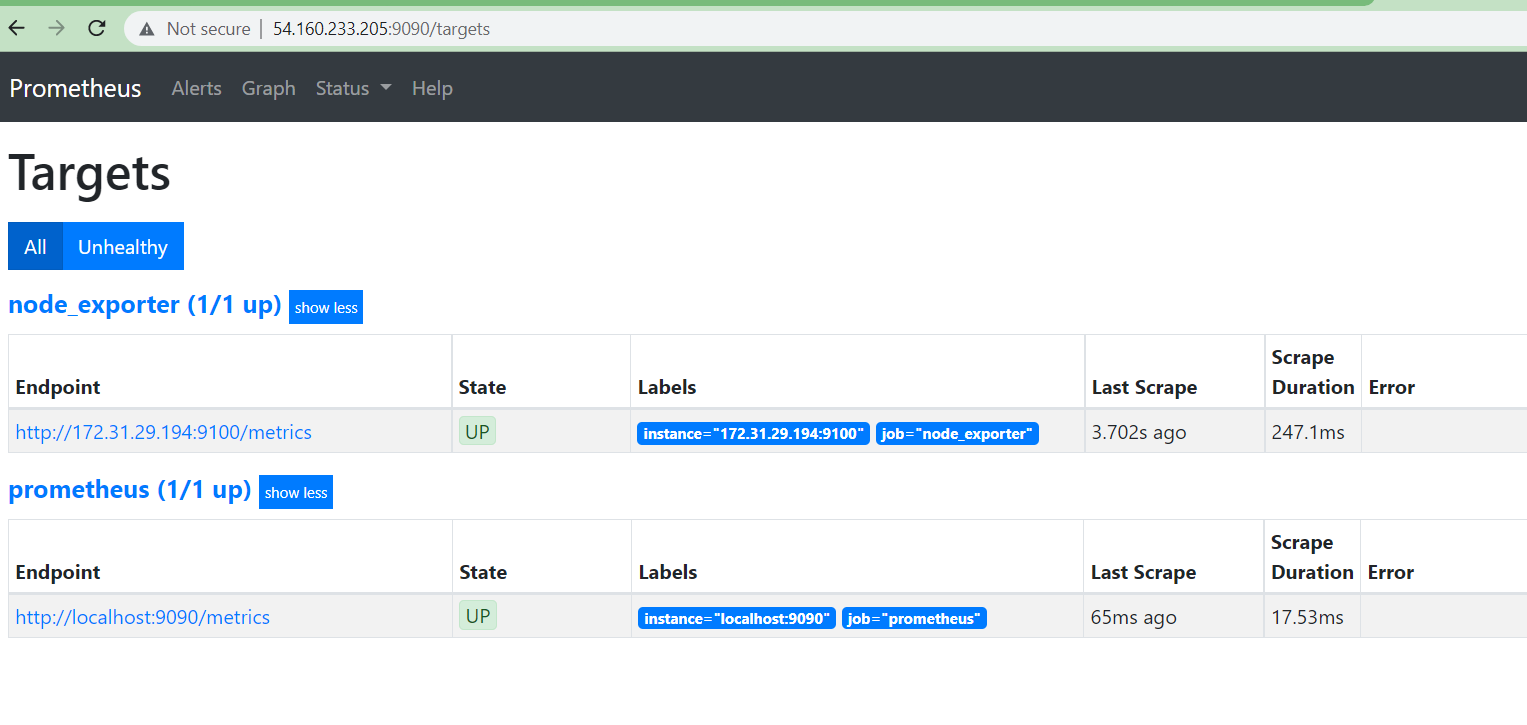 Not secure | 54.160.233.205:9090/targets
Prometheus Alerts Graph Status Help
Targets
All Unhealthy
node_exporter (1/1 up) show less
Endpoint State Labels Last Scrape Scrape Duration Error
http://172.31.29.194:9100/metrics UP instance="172.31.29.194:9100" job="node_exporter" 3.702s ago 247.1ms
prometheus (1/1 up) show less
Endpoint State Labels Last Scrape Scrape Duration Error
http://localhost:9090/metrics UP instance="localhost:9090" job="prometheus" 65ms ago 17.53ms